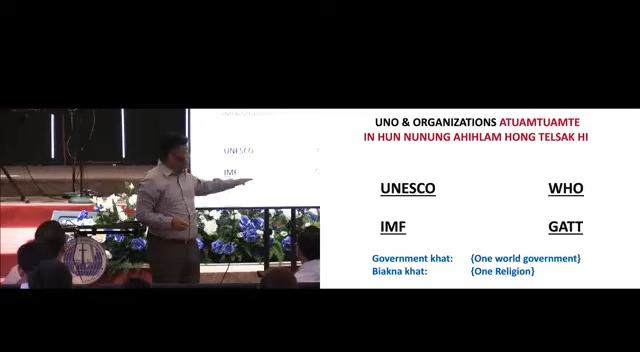 UNESCO
IMF
UNO & ORGANIZATIONS ATUAMTUAMTE
IN HUN NUNUNG AHIHLAM HONG TELSAK HI
UNESCO WHO
IMF GATT
Government khat: {One world government}
Biakna khat: {One Religion}